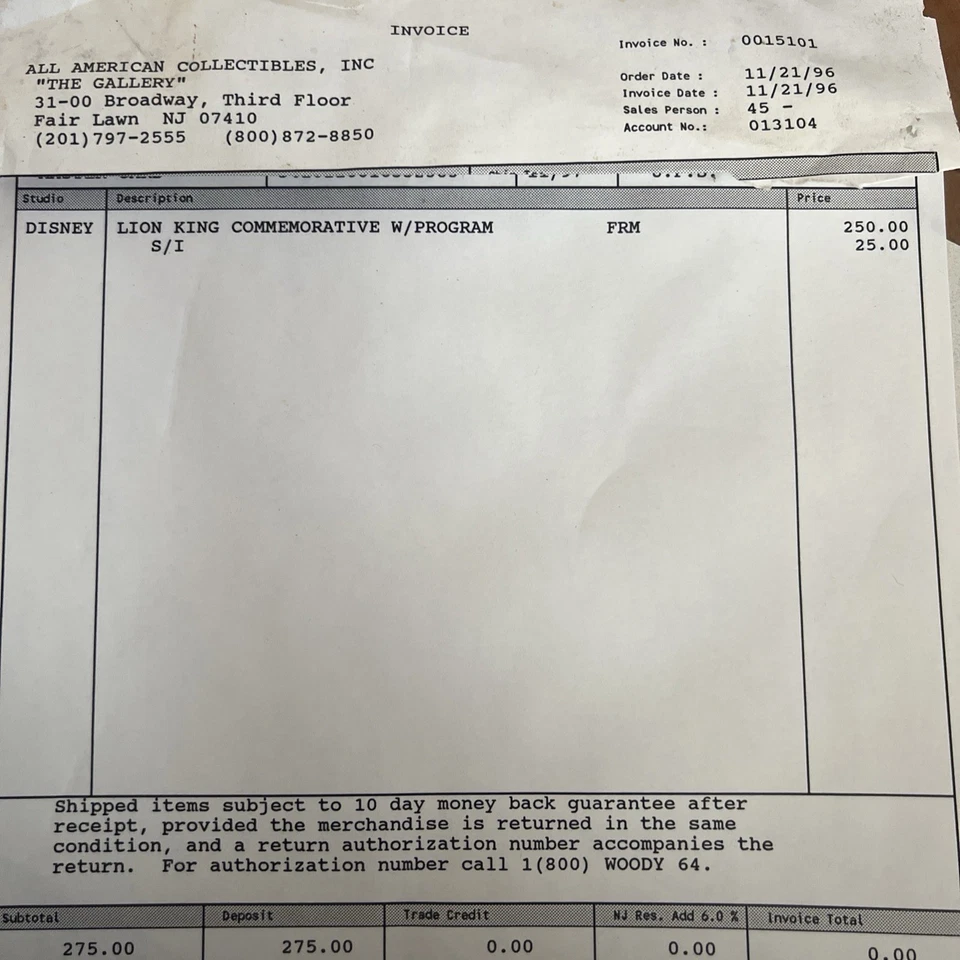 INVOICE
ALL AMERICAN COLLECTIBLES, INC
"THE GALLERY"
31-00 Broadway, Third Floor
Fair Lawn NJ 07410
(201)797-2555 (800)872-8850
Invoice No. : 0015101
Order Date : 11/21/96
Invoice Date : 11/21/96
Sales Person : 45 -
Account No.: 013104
Studio Description Price
DISNEY LION KING COMMEMORATIVE W/PROGRAM FRM 250.00
S/I 25.00
Shipped items subject to 10 day money back guarantee after
receipt, provided the merchandise is returned in the same
condition, and a return authorization number accompanies the
return. For authorization number call 1(800) WOODY 64.
Subtotal Deposit Trade Credit NJ Res. Add 6.0 % Invoice Total
275.00 275.00 0.00 0.00 0.00